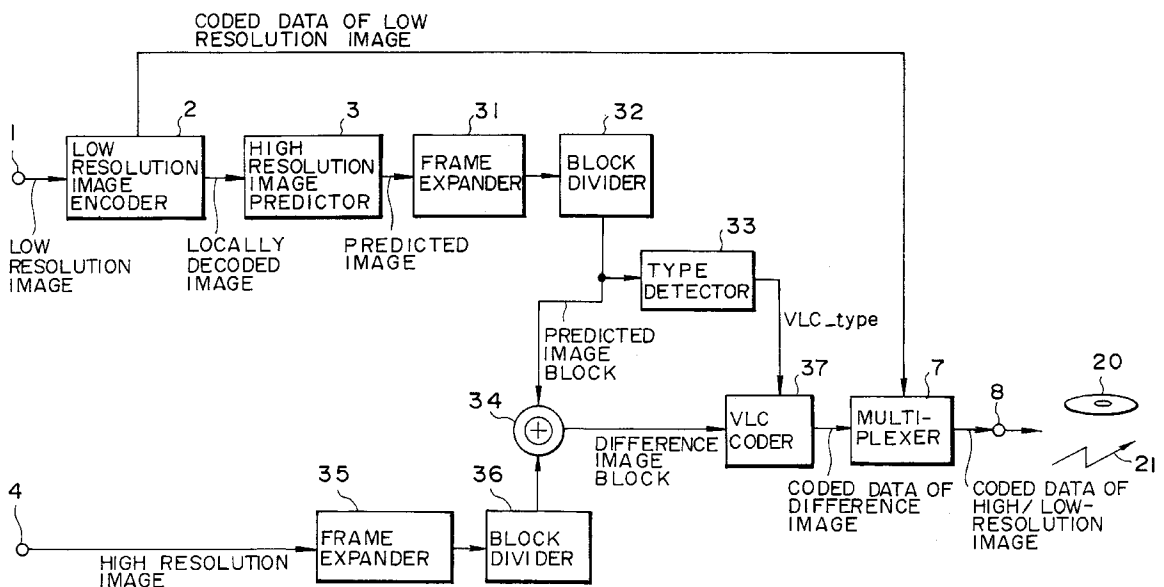 CODED DATA OF LOW
RESOLUTION IMAGE
1
2
3
31
32
LOW
RESOLUTION
IMAGE
ENCODER
HIGH
RESOLUTION
IMAGE
PREDICTOR
FRAME
EXPANDER
BLOCK
DIVIDER
LOW
RESOLUTION
IMAGE
LOCALLY
DECODED
IMAGE
PREDICTED
IMAGE
33
TYPE
DETECTOR
VLC_type
PREDICTED
IMAGE
BLOCK
34
37
7
8
20
VLC
CODER
MULTI-
PLEXER
DIFFERENCE
IMAGE
BLOCK
21
CODED DATA OF
DIFFERENCE
IMAGE
CODED DATA OF
HIGH/LOW-
RESOLUTION
IMAGE
4
35
36
FRAME
EXPANDER
BLOCK
DIVIDER
HIGH RESOLUTION
IMAGE